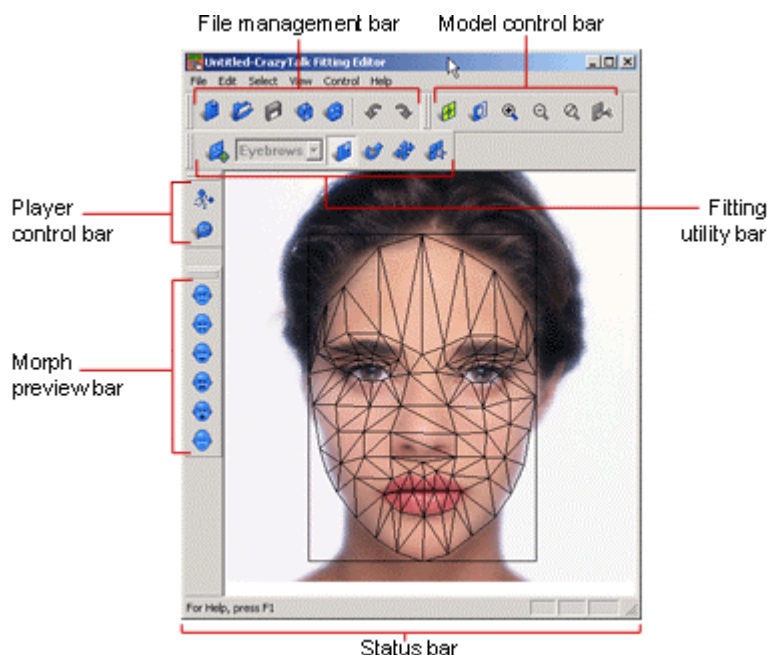 File management bar
Model control bar
Untitled-CrazyTalk Fitting Editor
File Edit Select View Control Help
Eyebrows
Player
control bar
Fitting
utility bar
Morph
preview bar
For Help, press F1
Status bar